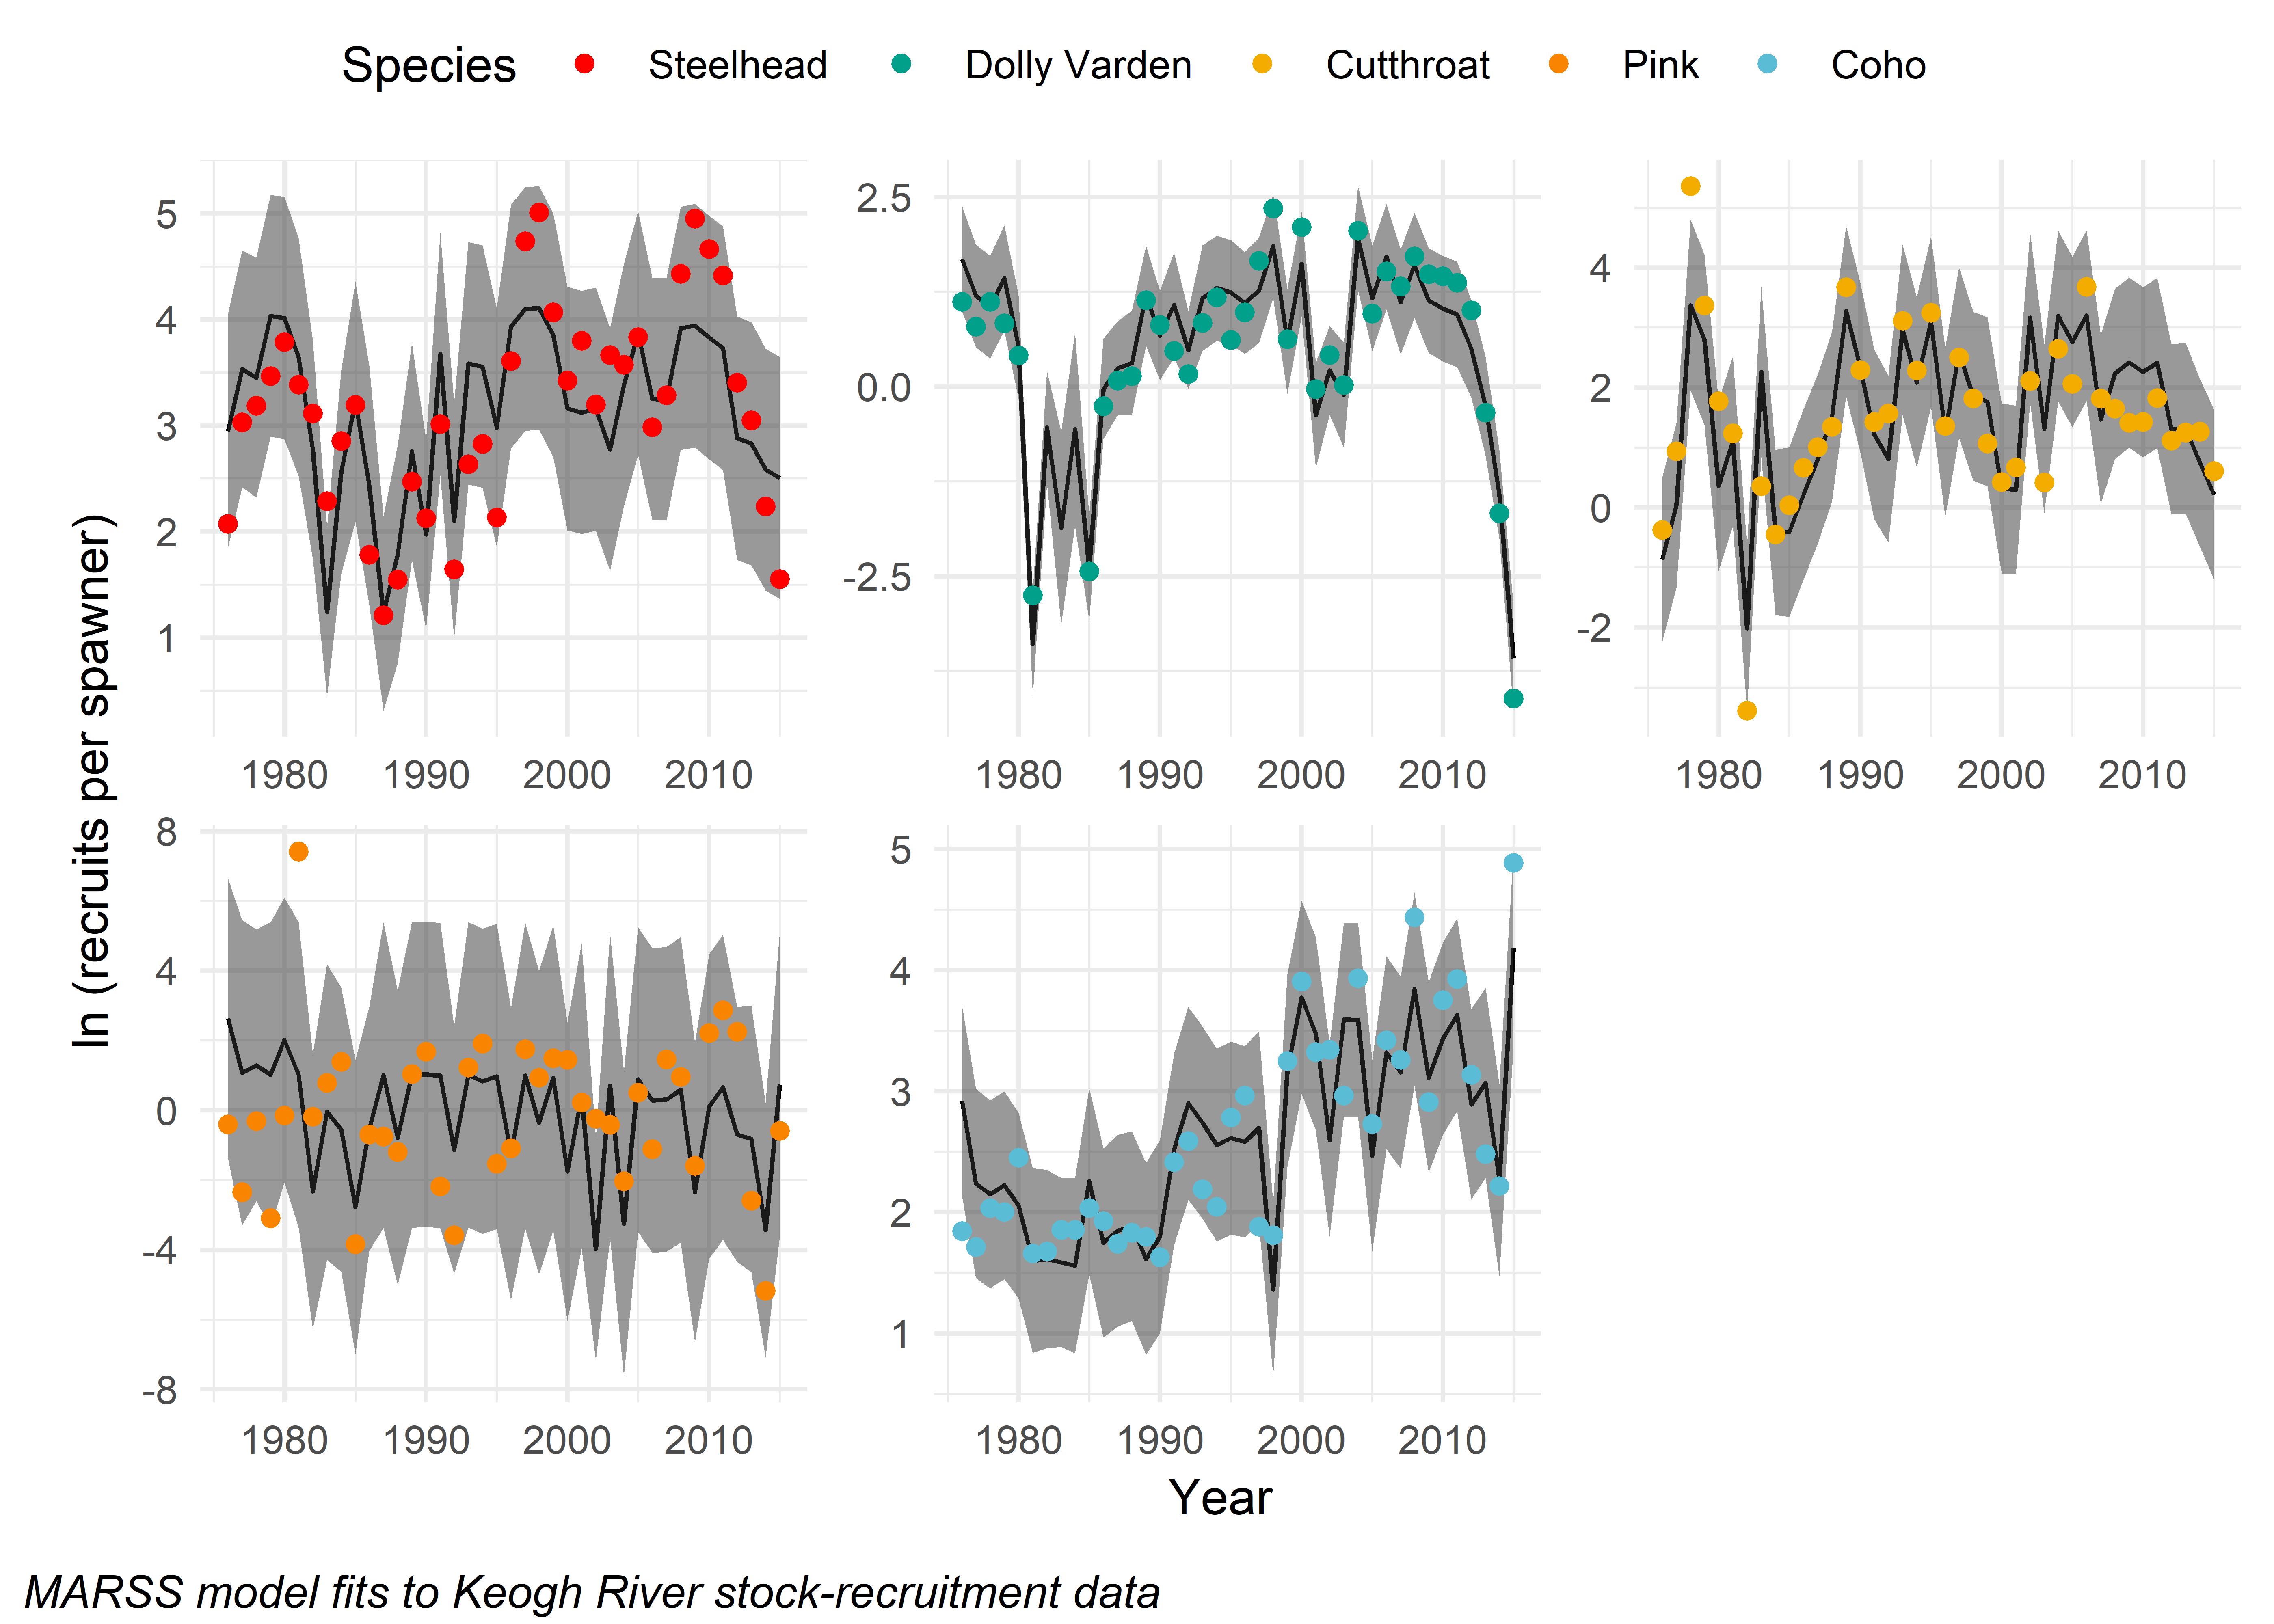 Species Steelhead Dolly Varden Cutthroat Pink Coho
ln (recruits per spawner)
5
4
3
2
1
1980 1990 2000 2010
2.5
0.0
-2.5
1980 1990 2000 2010
4
2
0
-2
1980 1990 2000 2010
8
4
0
-4
-8
1980 1990 2000 2010
5
4
3
2
1
1980 1990 2000 2010
Year
MARSS model fits to Keogh River stock-recruitment data